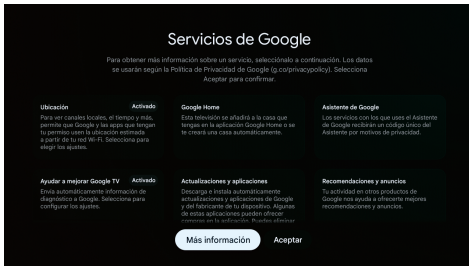 Servicios de Google
Para obtener más información sobre un servicio, selecciónalo a continuación. Los datos
se usarán según la Política de Privacidad de Google (g.co/privacypolicy). Selecciona
Aceptar para confirmar.
Ubicación
Activado
Para ver canales locales, el tiempo y más,
permite que Google y las apps que tengan
tu permiso usen la ubicación estimada
a partir de tu red Wi-Fi. Selecciona para
elegir los ajustes.
Google Home
Esta televisión se añadirá a la casa que
tengas en la aplicación Google Home o se
te creará una casa automáticamente.
Asistente de Google
Los servicios con los que uses el Asistente
de Google recibirán un código único del
Asistente por motivos de privacidad.
Ayudar a mejorar Google TV
Activado
Envía automáticamente información de
diagnóstico a Google. Selecciona para
configurar los ajustes.
Actualizaciones y aplicaciones
Descarga e instala automáticamente
actualizaciones y aplicaciones de Google
y del fabricante de tu dispositivo. Algunas
de estas aplicaciones pueden ofrecer
compras en la aplicación. Puedes eliminar
Recomendaciones y anuncios
Tu actividad en otros productos de
Google nos ayuda a ofrecerte mejores
recomendaciones y anuncios.
Más información
Aceptar